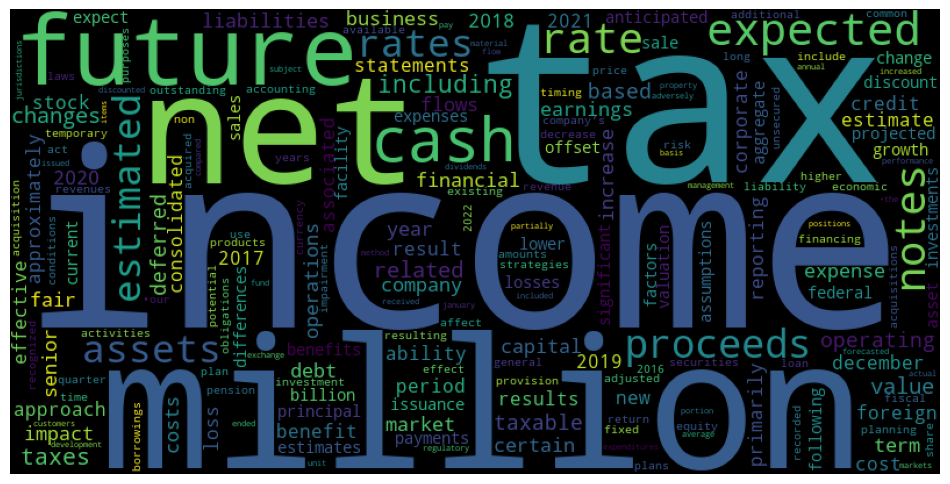 expect
liabilities
business
pay
2018
2021
anticipated
additional
common
future
tax
expected
purposes
available
rates
rate
sale
include
annual
change
jurisdictions
laws
discounted
flow
material
subject
increased
statements
including
price
long
discount
stock
outstanding
accounting
flows
timing
based
property
adversely
credit
changes
items
non
sales
expenses
earnings
company's
corporate
aggregate
unsecured
estimate
temporary
act
issued
compared
acquired
net
cash
decrease
offset
risk
basis
projected
performance
growth
estimated
approximately
2020
revenues
years
facility
associated
financial
existing
dividends
revenue
management
increase
liability
higher
economic
the
investments
notes
acquisition
conditions
deferred
consolidated
income
year
2022
partially
positions
financing
effective
current
use
products
2017
currency
operations
impairment
result
lower
amounts
strategies
significant
valuation
factors
assumptions
reporting
expense
federal
asset
acquisitions
fair
our
potential
obligations
differences
fund
method
received
january
related
company
losses
included
recognized
senior
activities
assets
benefits
exchange
resulting
affect
ability
capital
2019
proceeds
operating
december
forecasted
actual
quarter
plan
pension
investment
debt
billion
effect
general
issuance
period
provision
adjusted
2016
securities
loan
value
fiscal
time
approach
customers
development
impact
taxes
borrowings
costs
loss
million
ended
principal
benefit
estimates
unit
market
payments
regulatory
results
taxable
certain
return
fixed
expenditures
new
equity
portion
average
plans
primarily
recorded
following
planning
foreign
term
share
cost
markets